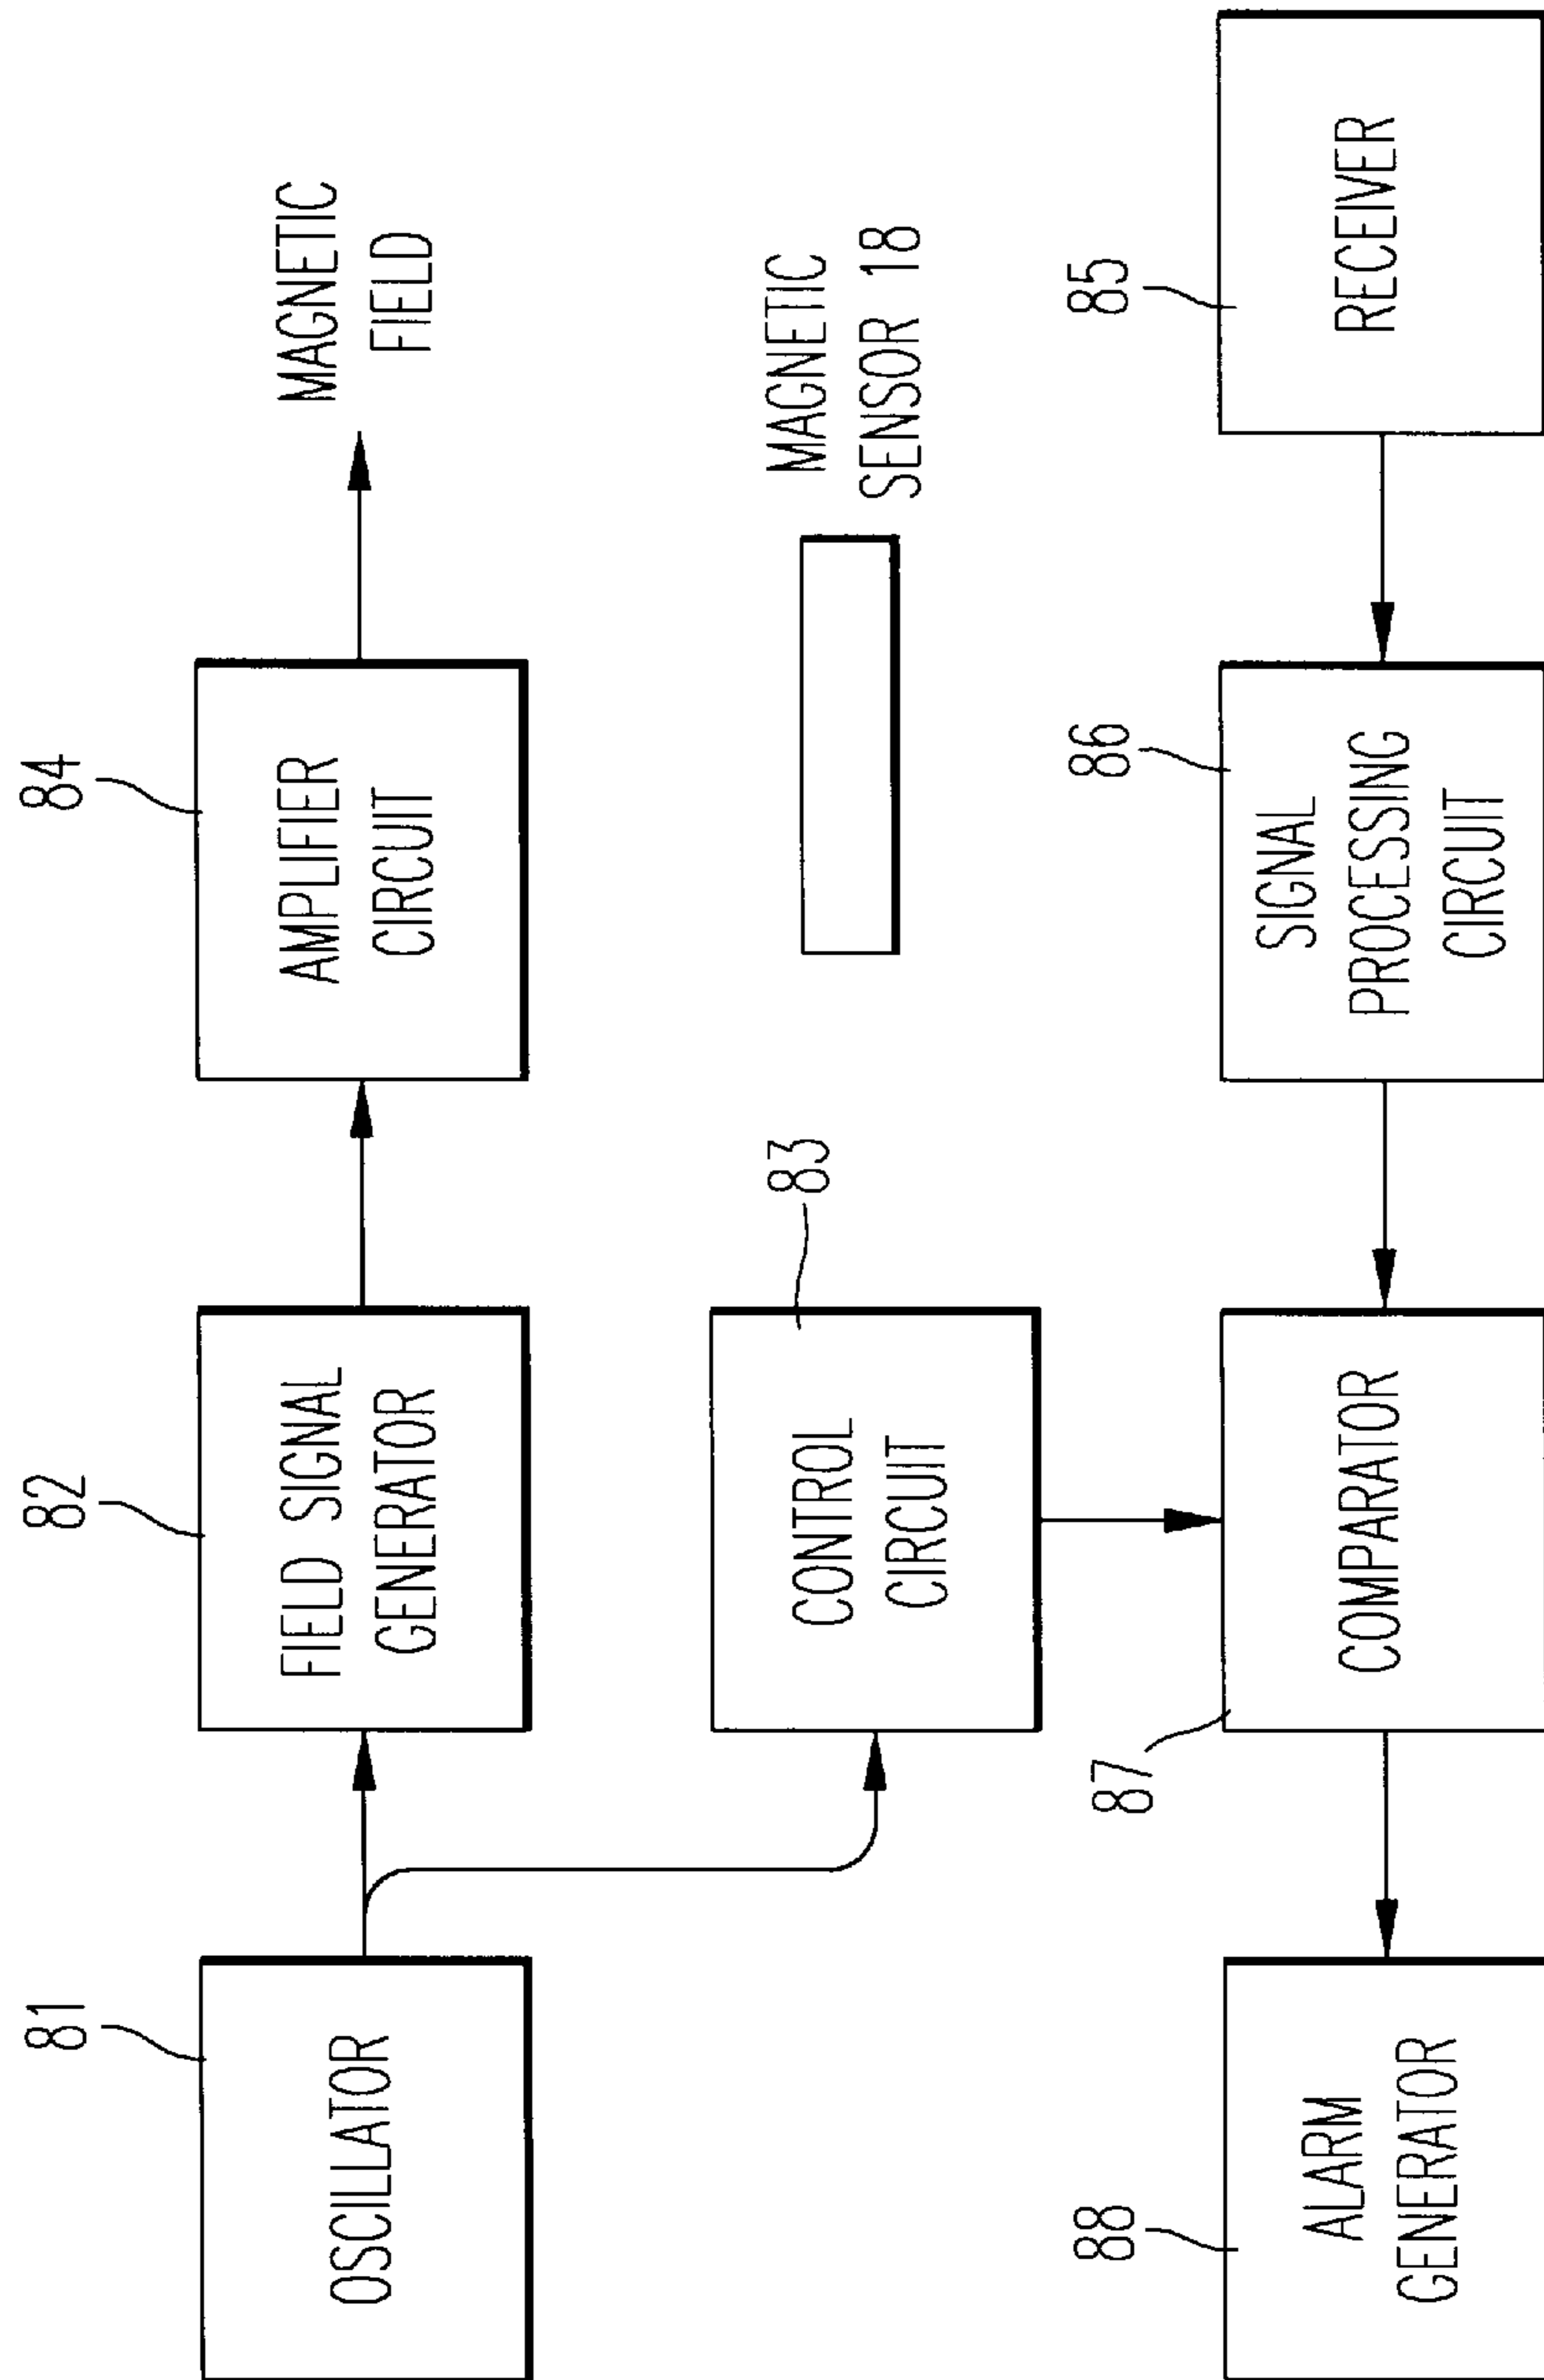 81
OSCILLATOR
82
FIELD SIGNAL
GENERATOR
84
AMPLIFIER
CIRCUIT
MAGNETIC
FIELD
83
CONTROL
CIRCUIT
MAGNETIC
SENSOR 18
88
ALARM
GENERATOR
87
COMPARATOR
86
SIGNAL
PROCESSING
CIRCUIT
85
RECEIVER